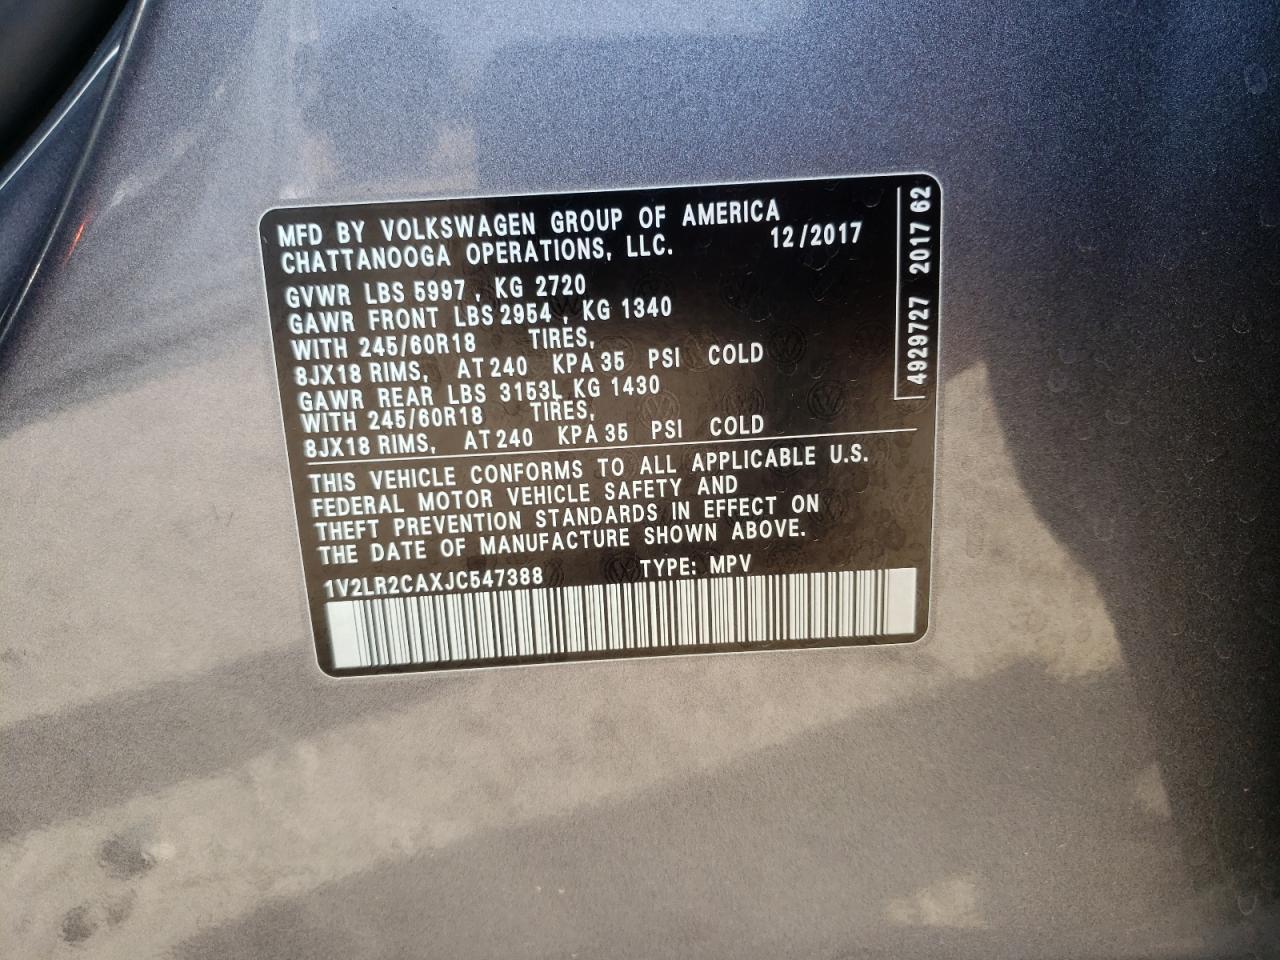 MFD BY VOLKSWAGEN GROUP OF AMERICA
CHATTANOOGA OPERATIONS, LLC. 12/2017
GVWR LBS 5997 , KG 2720
GAWR FRONT LBS 2954 , KG 1340
WITH 245/60R18 TIRES,
8JX18 RIMS, AT 240 KPA 35 PSI COLD
GAWR REAR LBS 3153L KG 1430
WITH 245/60R18 TIRES,
8JX18 RIMS, AT 240 KPA 35 PSI COLD
THIS VEHICLE CONFORMS TO ALL APPLICABLE U.S.
FEDERAL MOTOR VEHICLE SAFETY AND
THEFT PREVENTION STANDARDS IN EFFECT ON
THE DATE OF MANUFACTURE SHOWN ABOVE.
1V2LR2CAXJC547388 TYPE: MPV
4929727 2017 62